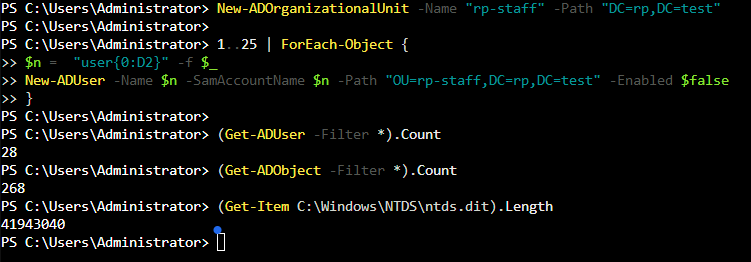 PS C:\Users\Administrator> New-ADOrganizationalUnit -Name "rp-staff" -Path "DC=rp,DC=test"
PS C:\Users\Administrator>
PS C:\Users\Administrator> 1..25 | ForEach-Object {
>> $n =  "user{0:D2}" -f $_
>> New-ADUser -Name $n -SamAccountName $n -Path "OU=rp-staff,DC=rp,DC=test" -Enabled $false
>> }
PS C:\Users\Administrator>
PS C:\Users\Administrator> (Get-ADUser -Filter *).Count
28
PS C:\Users\Administrator> (Get-ADObject -Filter *).Count
268
PS C:\Users\Administrator> (Get-Item C:\Windows\NTDS\ntds.dit).Length
41943040
PS C:\Users\Administrator>